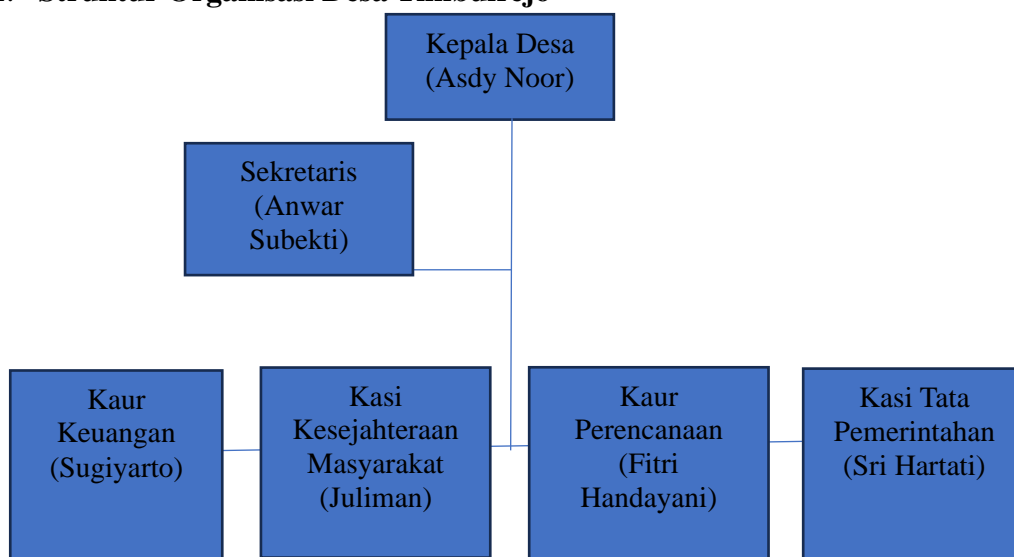 Struktur Organisasi Desa
Kepala Desa
(Asdy Noor)
Sekretaris
(Anwar
Subekti)
Kaur
Keuangan
(Sugiyarto)
Kasi
Kesejahteraan
Masyarakat
(Juliman)
Kaur
Perencanaan
(Fitri
Handayani)
Kasi Tata
Pemerintahan
(Sri Hartati)